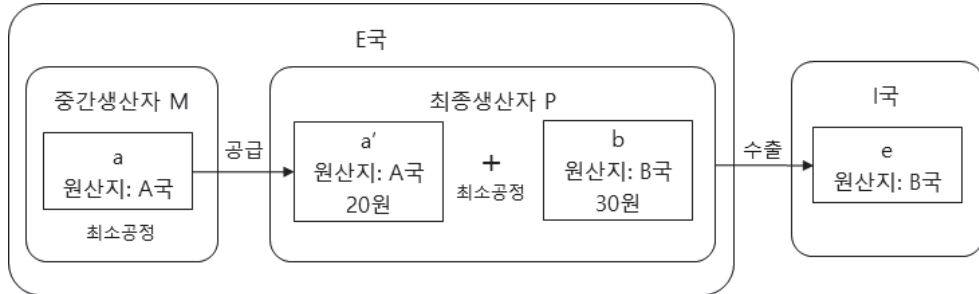 E국
중간생산자 M
a
원산지: A국
최소공정
공급
최종생산자 P
a′
원산지: A국
20원
+
최소공정
b
원산지: B국
30원
수출
I국
e
원산지: B국